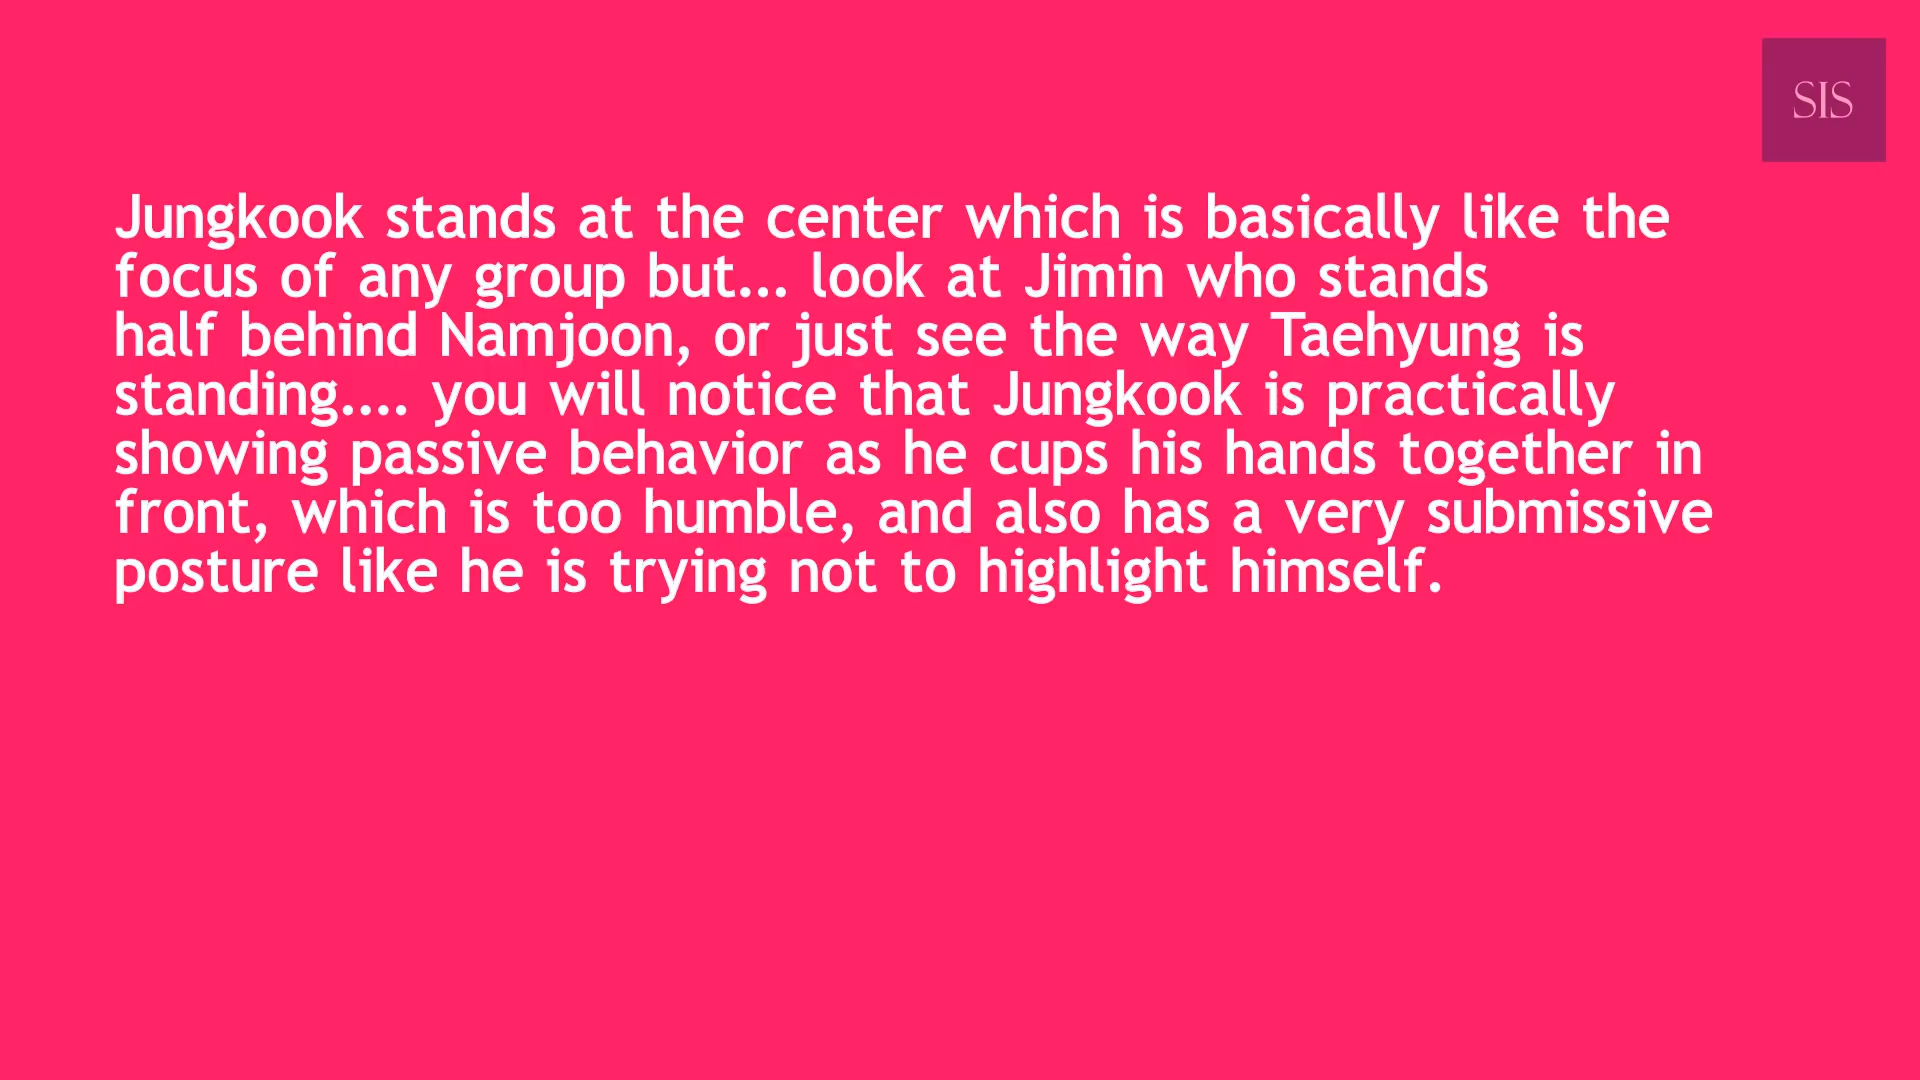 SIS
Jungkook stands at the center which is basically like the
focus of any group but... look at Jimin who stands
half behind Namjoon, or just see the way Taehyung is
standing.... you will notice that Jungkook is practically
showing passive behavior as he cups his hands together in
front, which is too humble, and also has a very submissive
posture like he is trying not to highlight himself.